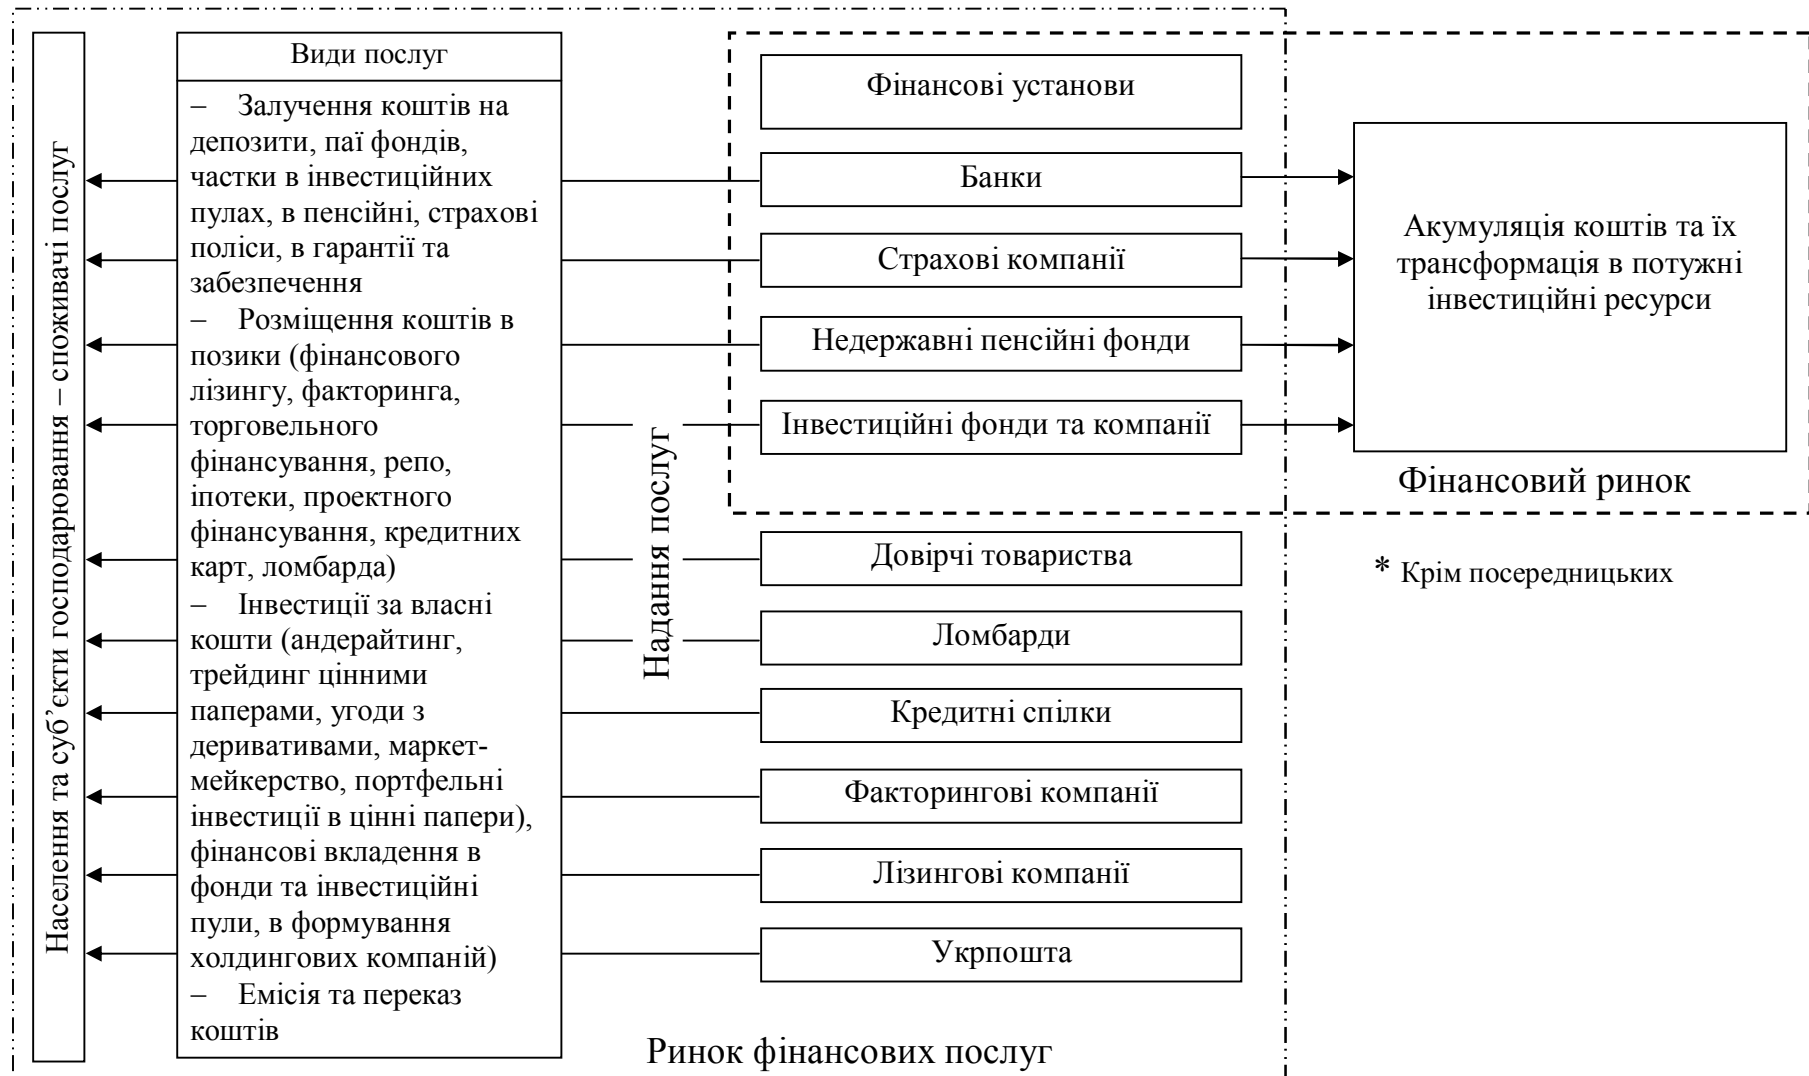 Населення та суб’єкти господарювання – споживачі послуг
Види послуг
– Залучення коштів на
депозити, паї фондів,
частки в інвестиційних
пулах, в пенсійні, страхові
поліси, в гарантії та
забезпечення
– Розміщення коштів в
позики (фінансового
лізингу, факторинга,
торговельного
фінансування, репо,
іпотеки, проектного
фінансування, кредитних
карт, ломбарда)
– Інвестиції за власні
кошти (андерайтинг,
трейдинг цінними
паперами, угоди з
деривативами, маркет-
мейкерство, портфельні
інвестиції в цінні папери),
фінансові вкладення в
фонди та інвестиційні
пули, в формування
холдингових компаній)
– Емісія та переказ
коштів
Надання послуг
Фінансові установи
Банки
Страхові компанії
Недержавні пенсійні фонди
Інвестиційні фонди та компанії
Довірчі товариства
Ломбарди
Кредитні спілки
Факторингові компанії
Лізингові компанії
Укрпошта
Ринок фінансових послуг
Акумуляція коштів та їх
трансформація в потужні
інвестиційні ресурси
Фінансовий ринок
* Крім посередницьких